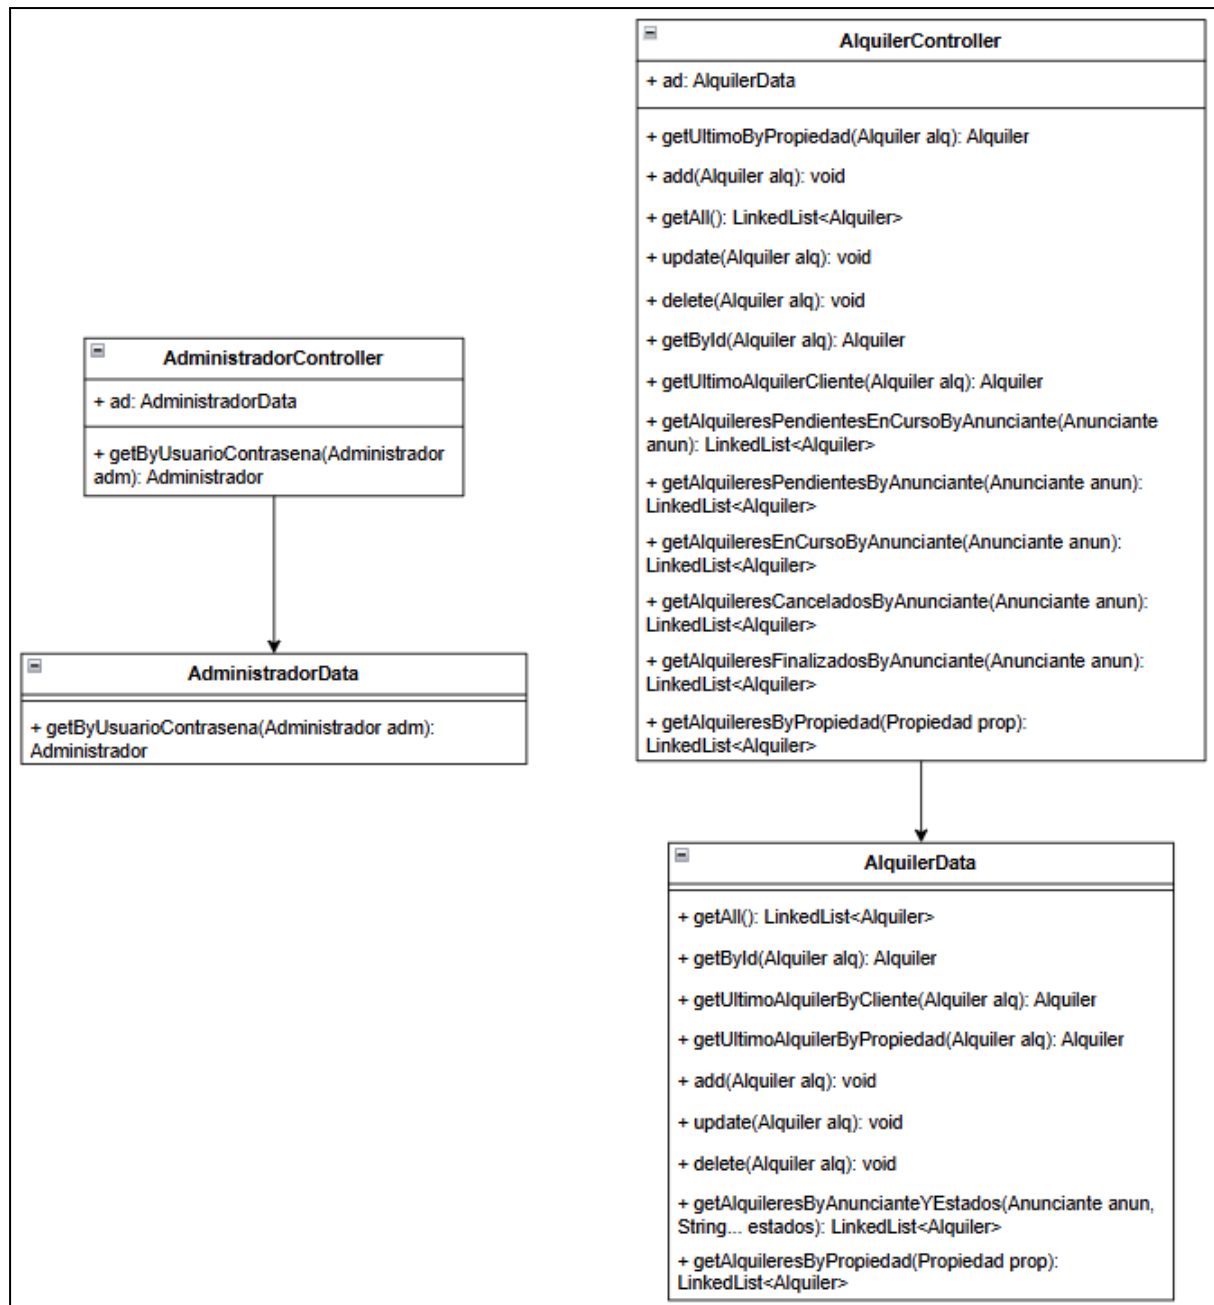 AdministradorController
+ ad: AdministradorData
+ getByUsuarioContrasena(Administrador
adm): Administrador
AdministradorData
+ getByUsuarioContrasena(Administrador adm):
Administrador
AlquilerController
+ ad: AlquilerData
+ getUltimoByPropiedad(Alquiler alq): Alquiler
+ add(Alquiler alq): void
+ getAll(): LinkedList<Alquiler>
+ update(Alquiler alq): void
+ delete(Alquiler alq): void
+ getById(Alquiler alq): Alquiler
+ getUltimoAlquilerCliente(Alquiler alq): Alquiler
+ getAlquileresPendientesEnCursoByAnunciante(Anunciante
anun): LinkedList<Alquiler>
+ getAlquileresPendientesByAnunciante(Anunciante anun):
LinkedList<Alquiler>
+ getAlquileresEnCursoByAnunciante(Anunciante anun):
LinkedList<Alquiler>
+ getAlquileresCanceladosByAnunciante(Anunciante anun):
LinkedList<Alquiler>
+ getAlquileresFinalizadosByAnunciante(Anunciante anun):
LinkedList<Alquiler>
+ getAlquileresByPropiedad(Propiedad prop):
LinkedList<Alquiler>
AlquilerData
+ getAll(): LinkedList<Alquiler>
+ getById(Alquiler alq): Alquiler
+ getUltimoAlquilerByCliente(Alquiler alq): Alquiler
+ getUltimoAlquilerByPropiedad(Alquiler alq): Alquiler
+ add(Alquiler alq): void
+ update(Alquiler alq): void
+ delete(Alquiler alq): void
+ getAlquileresByAnuncianteYEstados(Anunciante anun,
String... estados): LinkedList<Alquiler>
+ getAlquileresByPropiedad(Propiedad prop):
LinkedList<Alquiler>